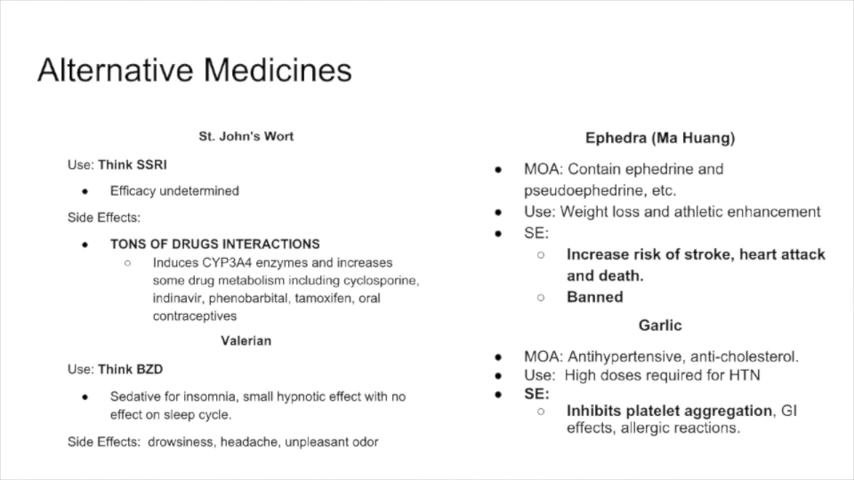 Alternative Medicines
St. John's Wort
Use: Think SSRI
● Efficacy undetermined
Side Effects:
● TONS OF DRUGS INTERACTIONS
○ Induces CYP3A4 enzymes and increases
some drug metabolism including cyclosporine,
indinavir, phenobarbital, tamoxifen, oral
contraceptives
Valerian
Use: Think BZD
● Sedative for insomnia, small hypnotic effect with no
effect on sleep cycle.
Side Effects: drowsiness, headache, unpleasant odor
Ephedra (Ma Huang)
● MOA: Contain ephedrine and
pseudoephedrine, etc.
● Use: Weight loss and athletic enhancement
● SE:
○ Increase risk of stroke, heart attack
and death.
○ Banned
Garlic
● MOA: Antihypertensive, anti-cholesterol.
● Use: High doses required for HTN
● SE:
○ Inhibits platelet aggregation, GI
effects, allergic reactions.